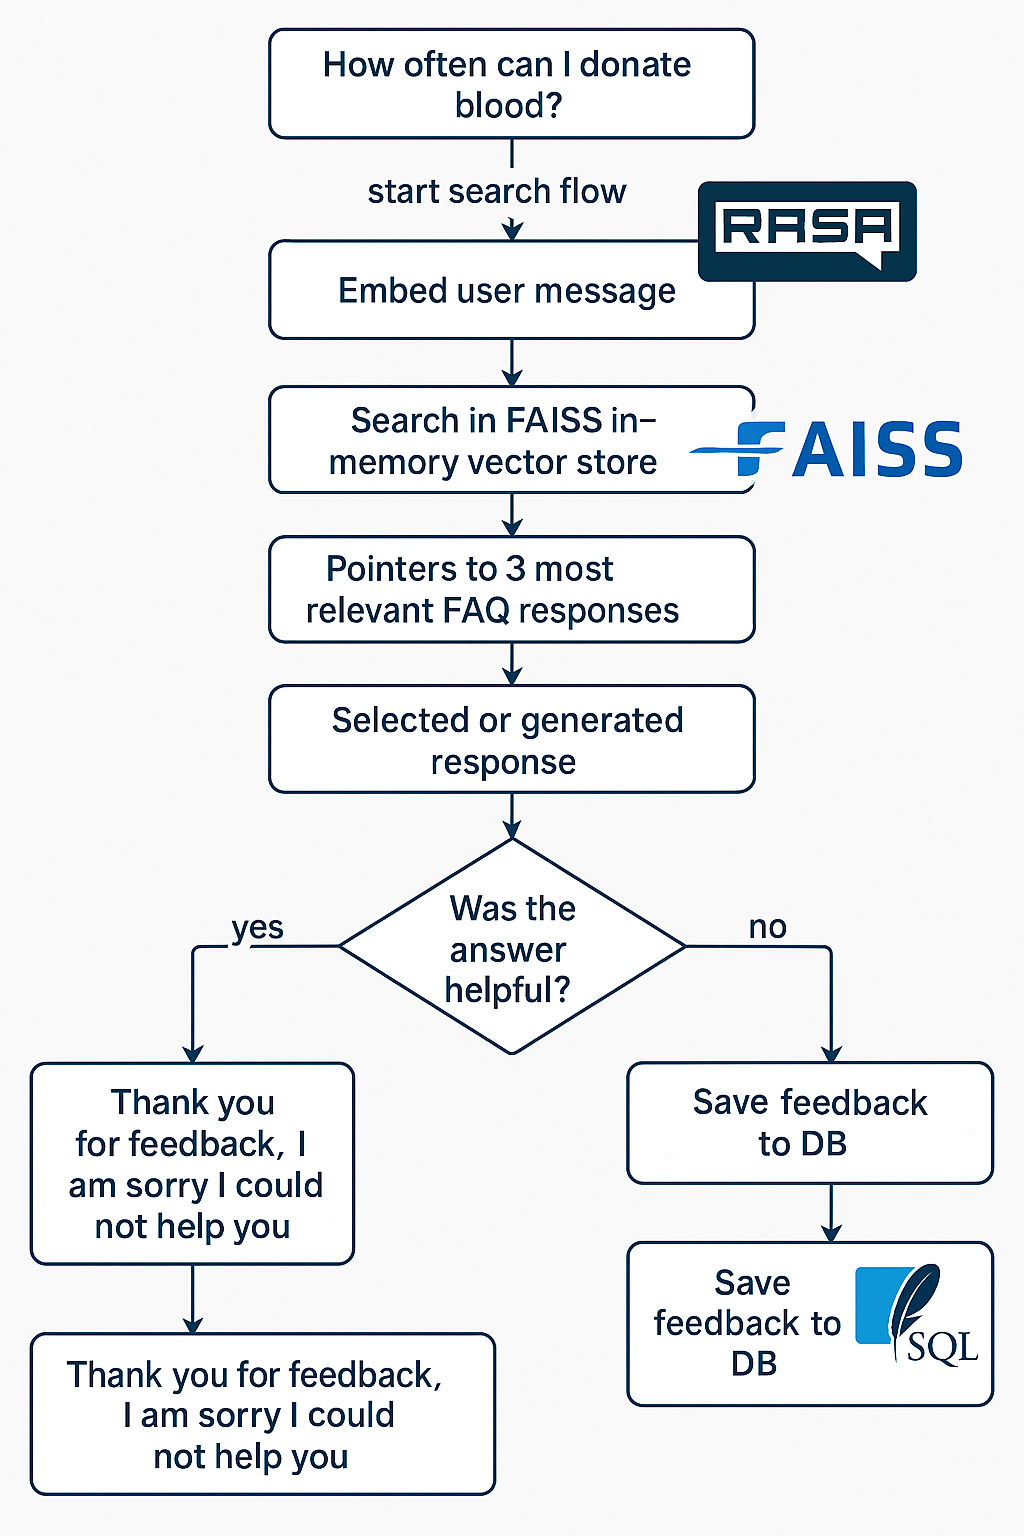 How often can I donate
blood?
start search flow
RASA
Embed user message
Search in FAISS in–
memory vector store
FAISS
Pointers to 3 most
relevant FAQ responses
Selected or generated
response
Was the
answer
helpful?
yes
no
Thank you
for feedback, I
am sorry I could
not help you
Save feedback
to DB
Thank you for feedback,
I am sorry I could
not help you
Save
feedback to
DB
SQL